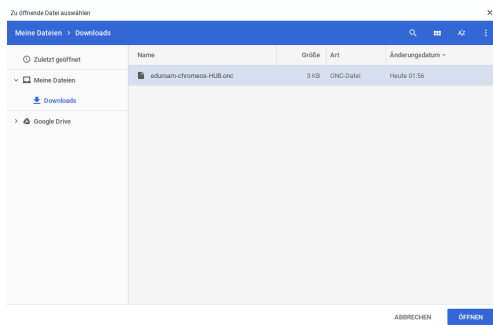 Zu öffnende Datei auswählen
Meine Dateien > Downloads
AZ
Zuletzt geöffnet
Meine Dateien
Downloads
Google Drive
Name Größe Art Änderungsdatum
eduroam-chromeos-HUB.onc 3 KB ONC-Datei Heute 01:56
ABBRECHEN ÖFFNEN